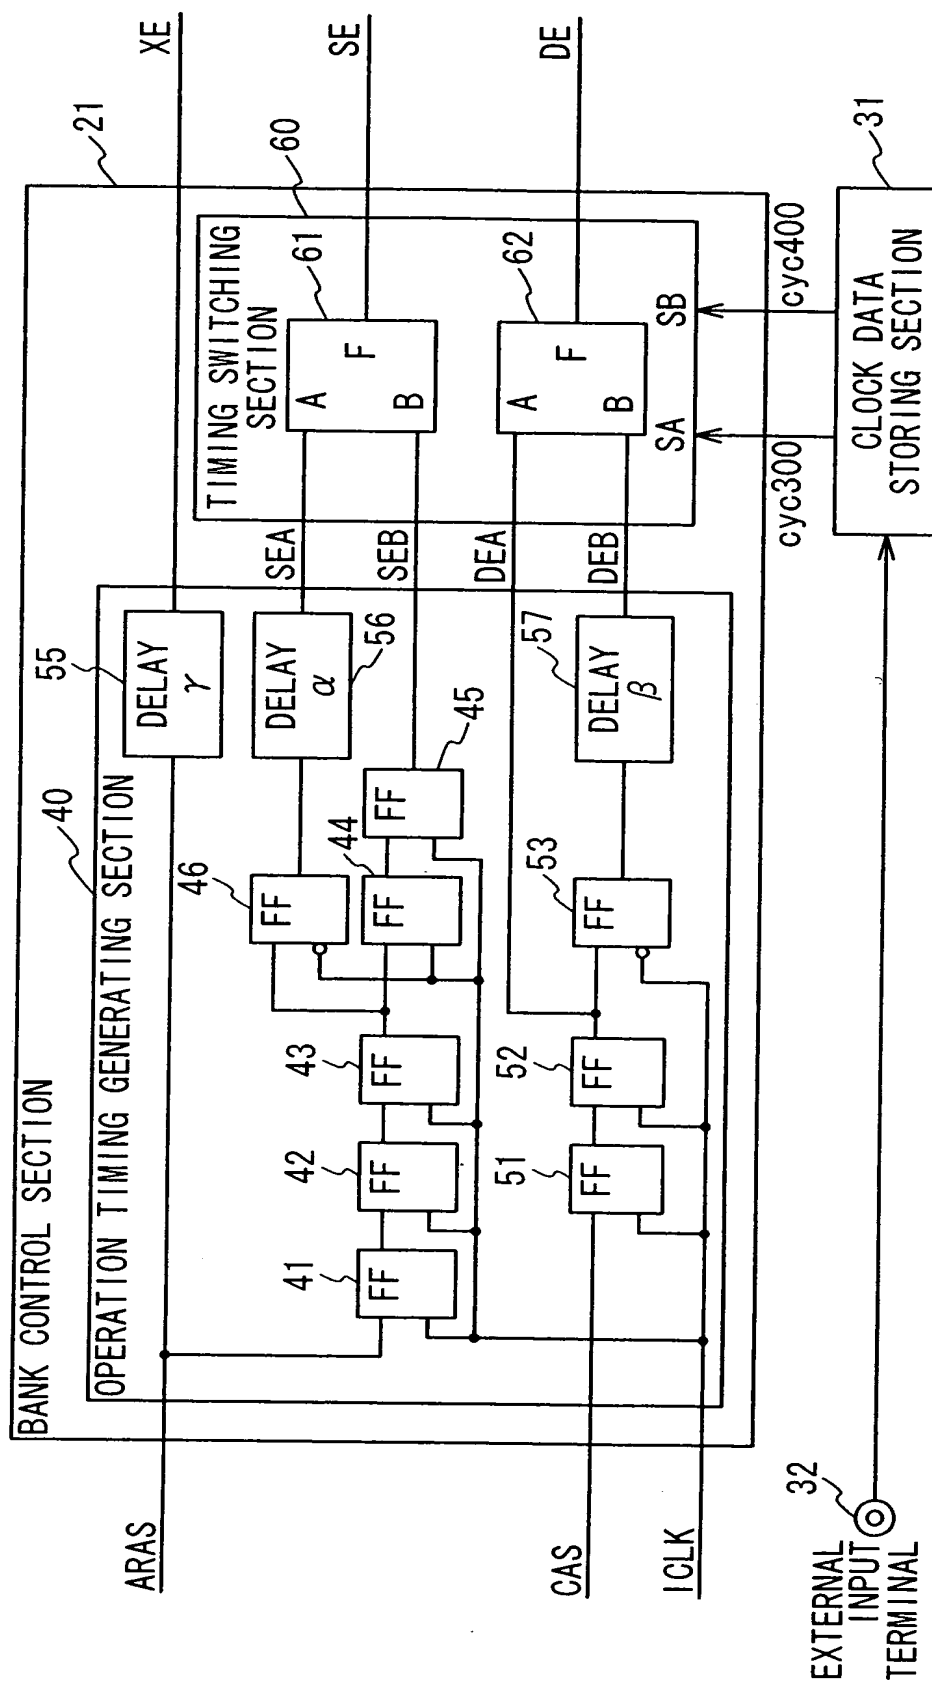 BANK CONTROL SECTION
21
OPERATION TIMING GENERATING SECTION
40
ARAS
CAS
ICLK
XE
SE
DE
55
DELAY
γ
41
FF
42
FF
43
FF
44
FF
45
FF
46
FF
DELAY
α
56
51
FF
52
FF
53
FF
57
DELAY
β
SEA
SEB
DEA
DEB
TIMING SWITCHING
SECTION
60
61
A
F
B
62
A
F
B
SA
SB
cyc300
cyc400
CLOCK DATA
STORING SECTION
31
EXTERNAL
INPUT
TERMINAL
32